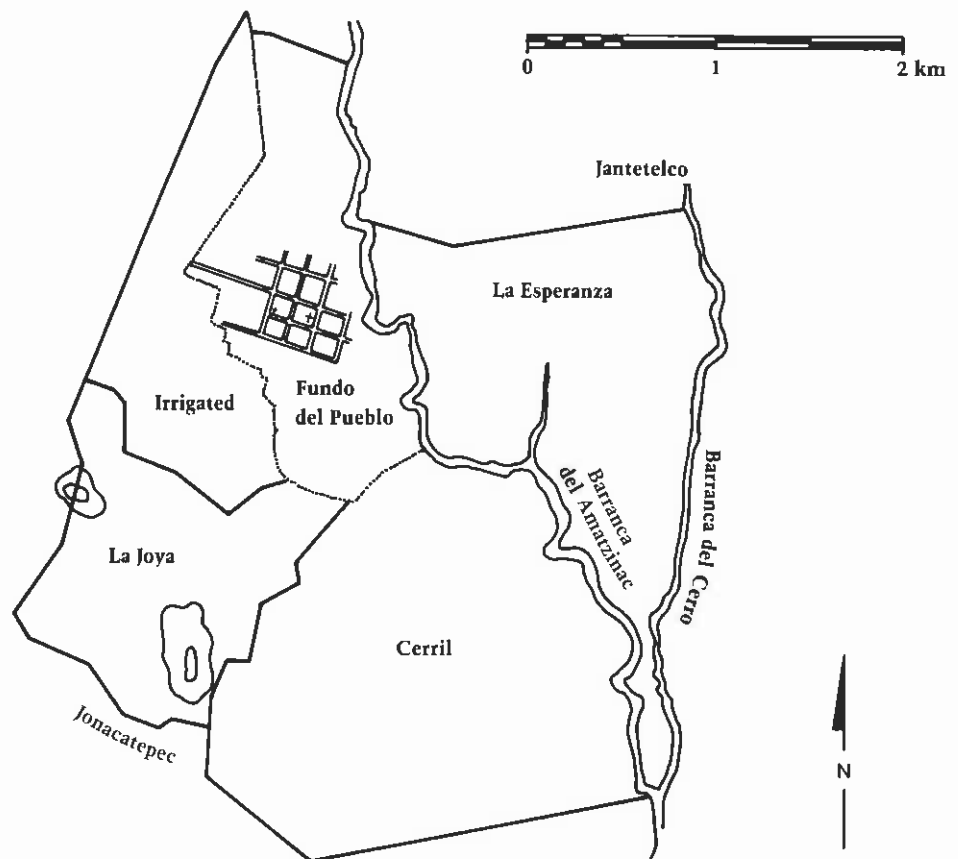 0 1 2 km
Jantetelco
La Esperanza
Irrigated
Fundo
del Pueblo
Barranca
del Amatzinac
Barranca del Cerro
La Joya
Cerril
Jonacatepec
N